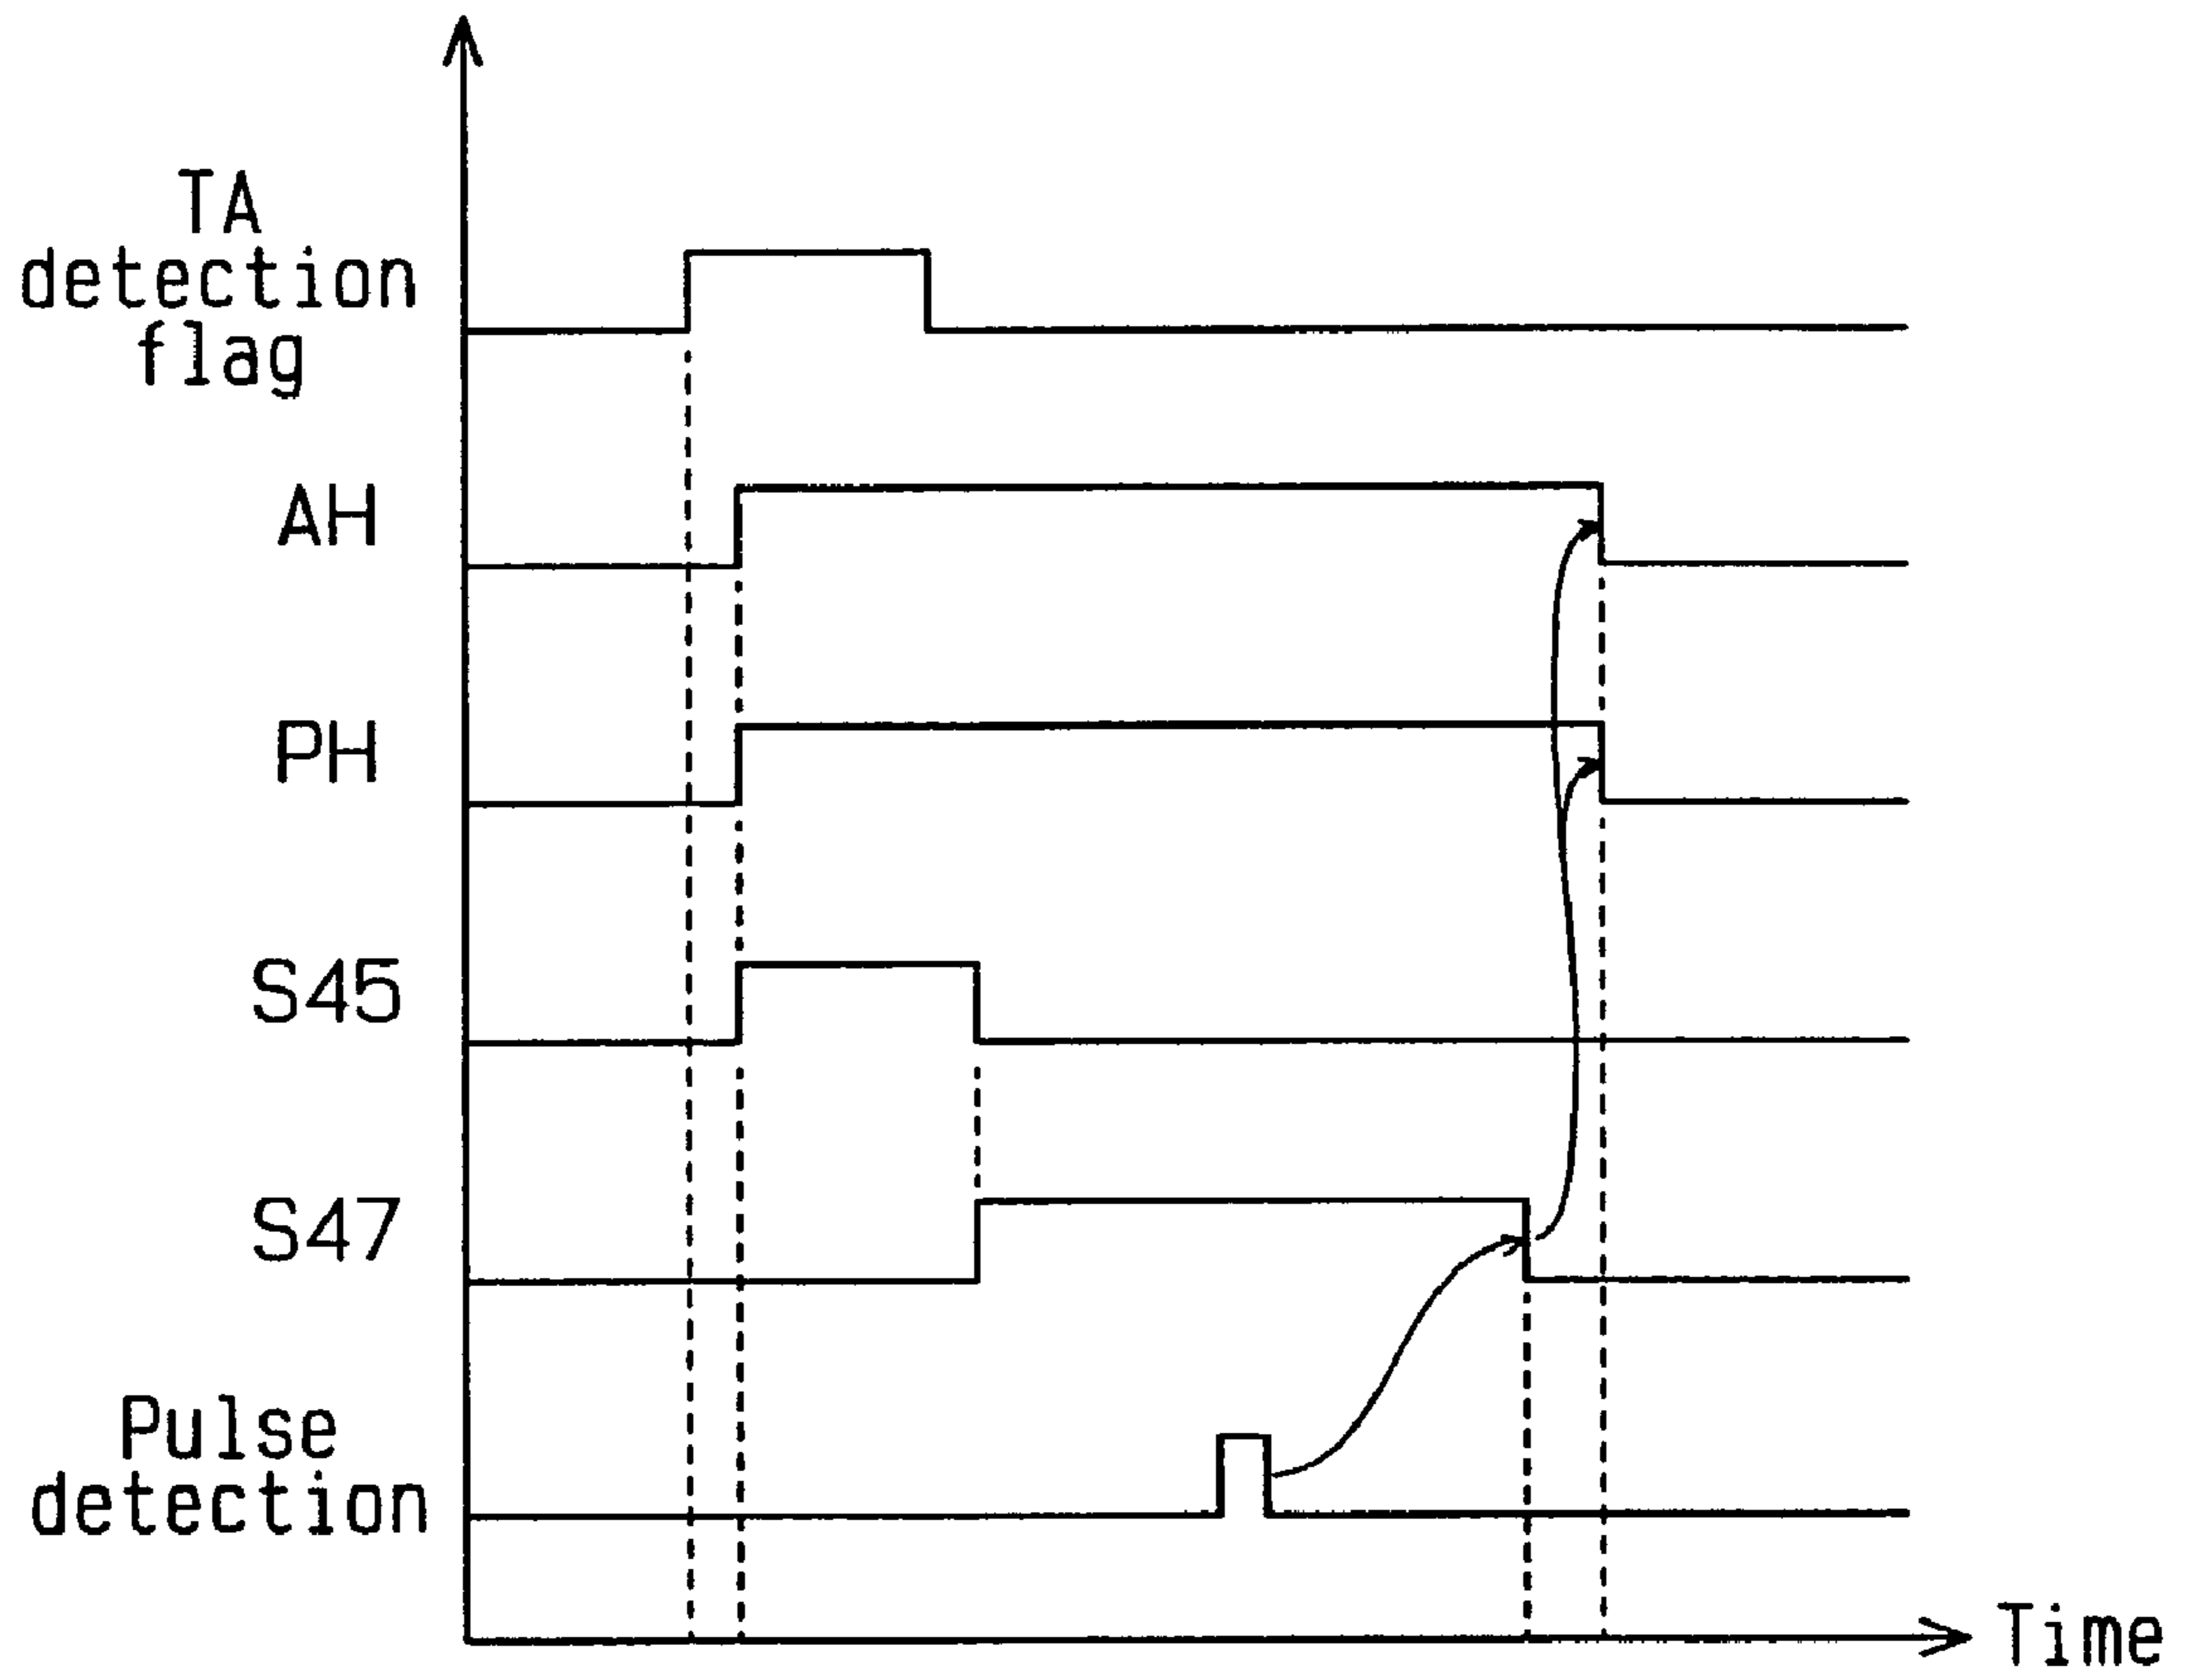 TA
detection
flag
AH
PH
S45
S47
Pulse
detection
Time